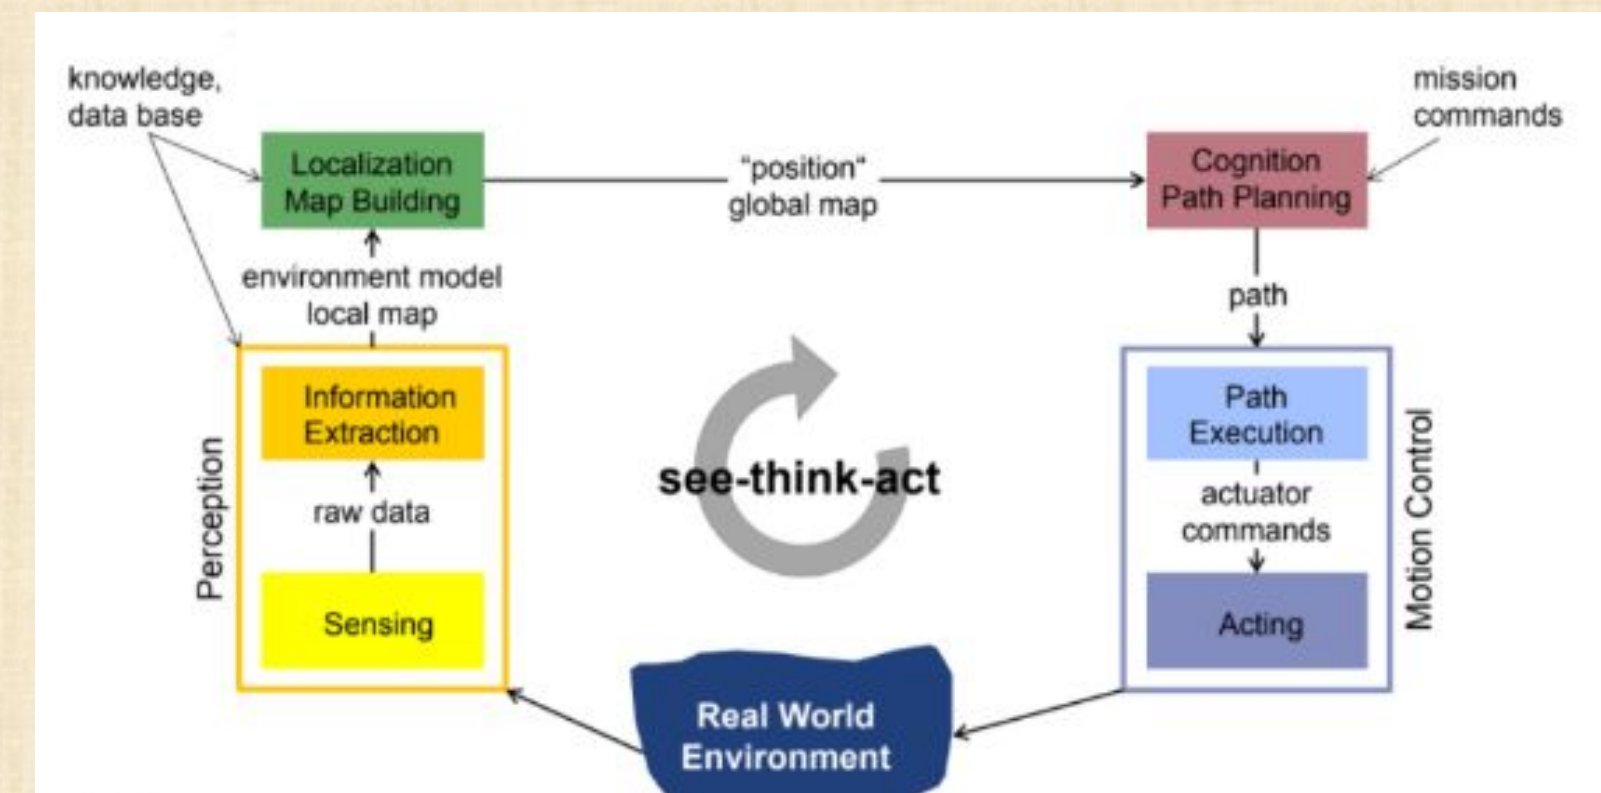 knowledge,
data base
mission
commands
Localization
Map Building
"position"
global map
Cognition
Path Planning
environment model
local map
path
Information
Extraction
Path
Execution
Perception
raw data
see-think-act
actuator
commands
Motion Control
Sensing
Acting
Real World
Environment